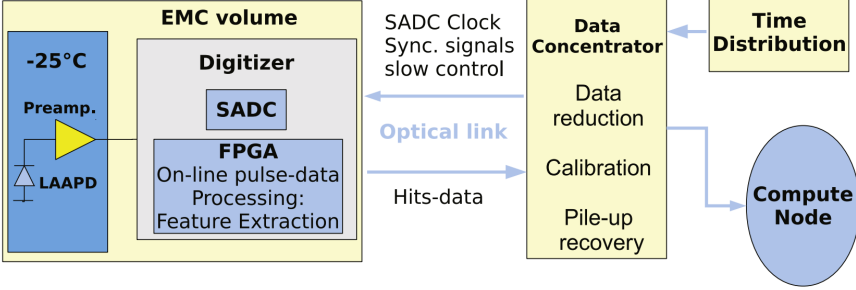 EMC volume
-25°C
Preamp.
LAAPD
Digitizer
SADC
FPGA
On-line pulse-data
Processing:
Feature Extraction
SADC Clock
Sync. signals
slow control
Optical link
Hits-data
Data
Concentrator
Data
reduction
Calibration
Pile-up
recovery
Time
Distribution
Compute
Node